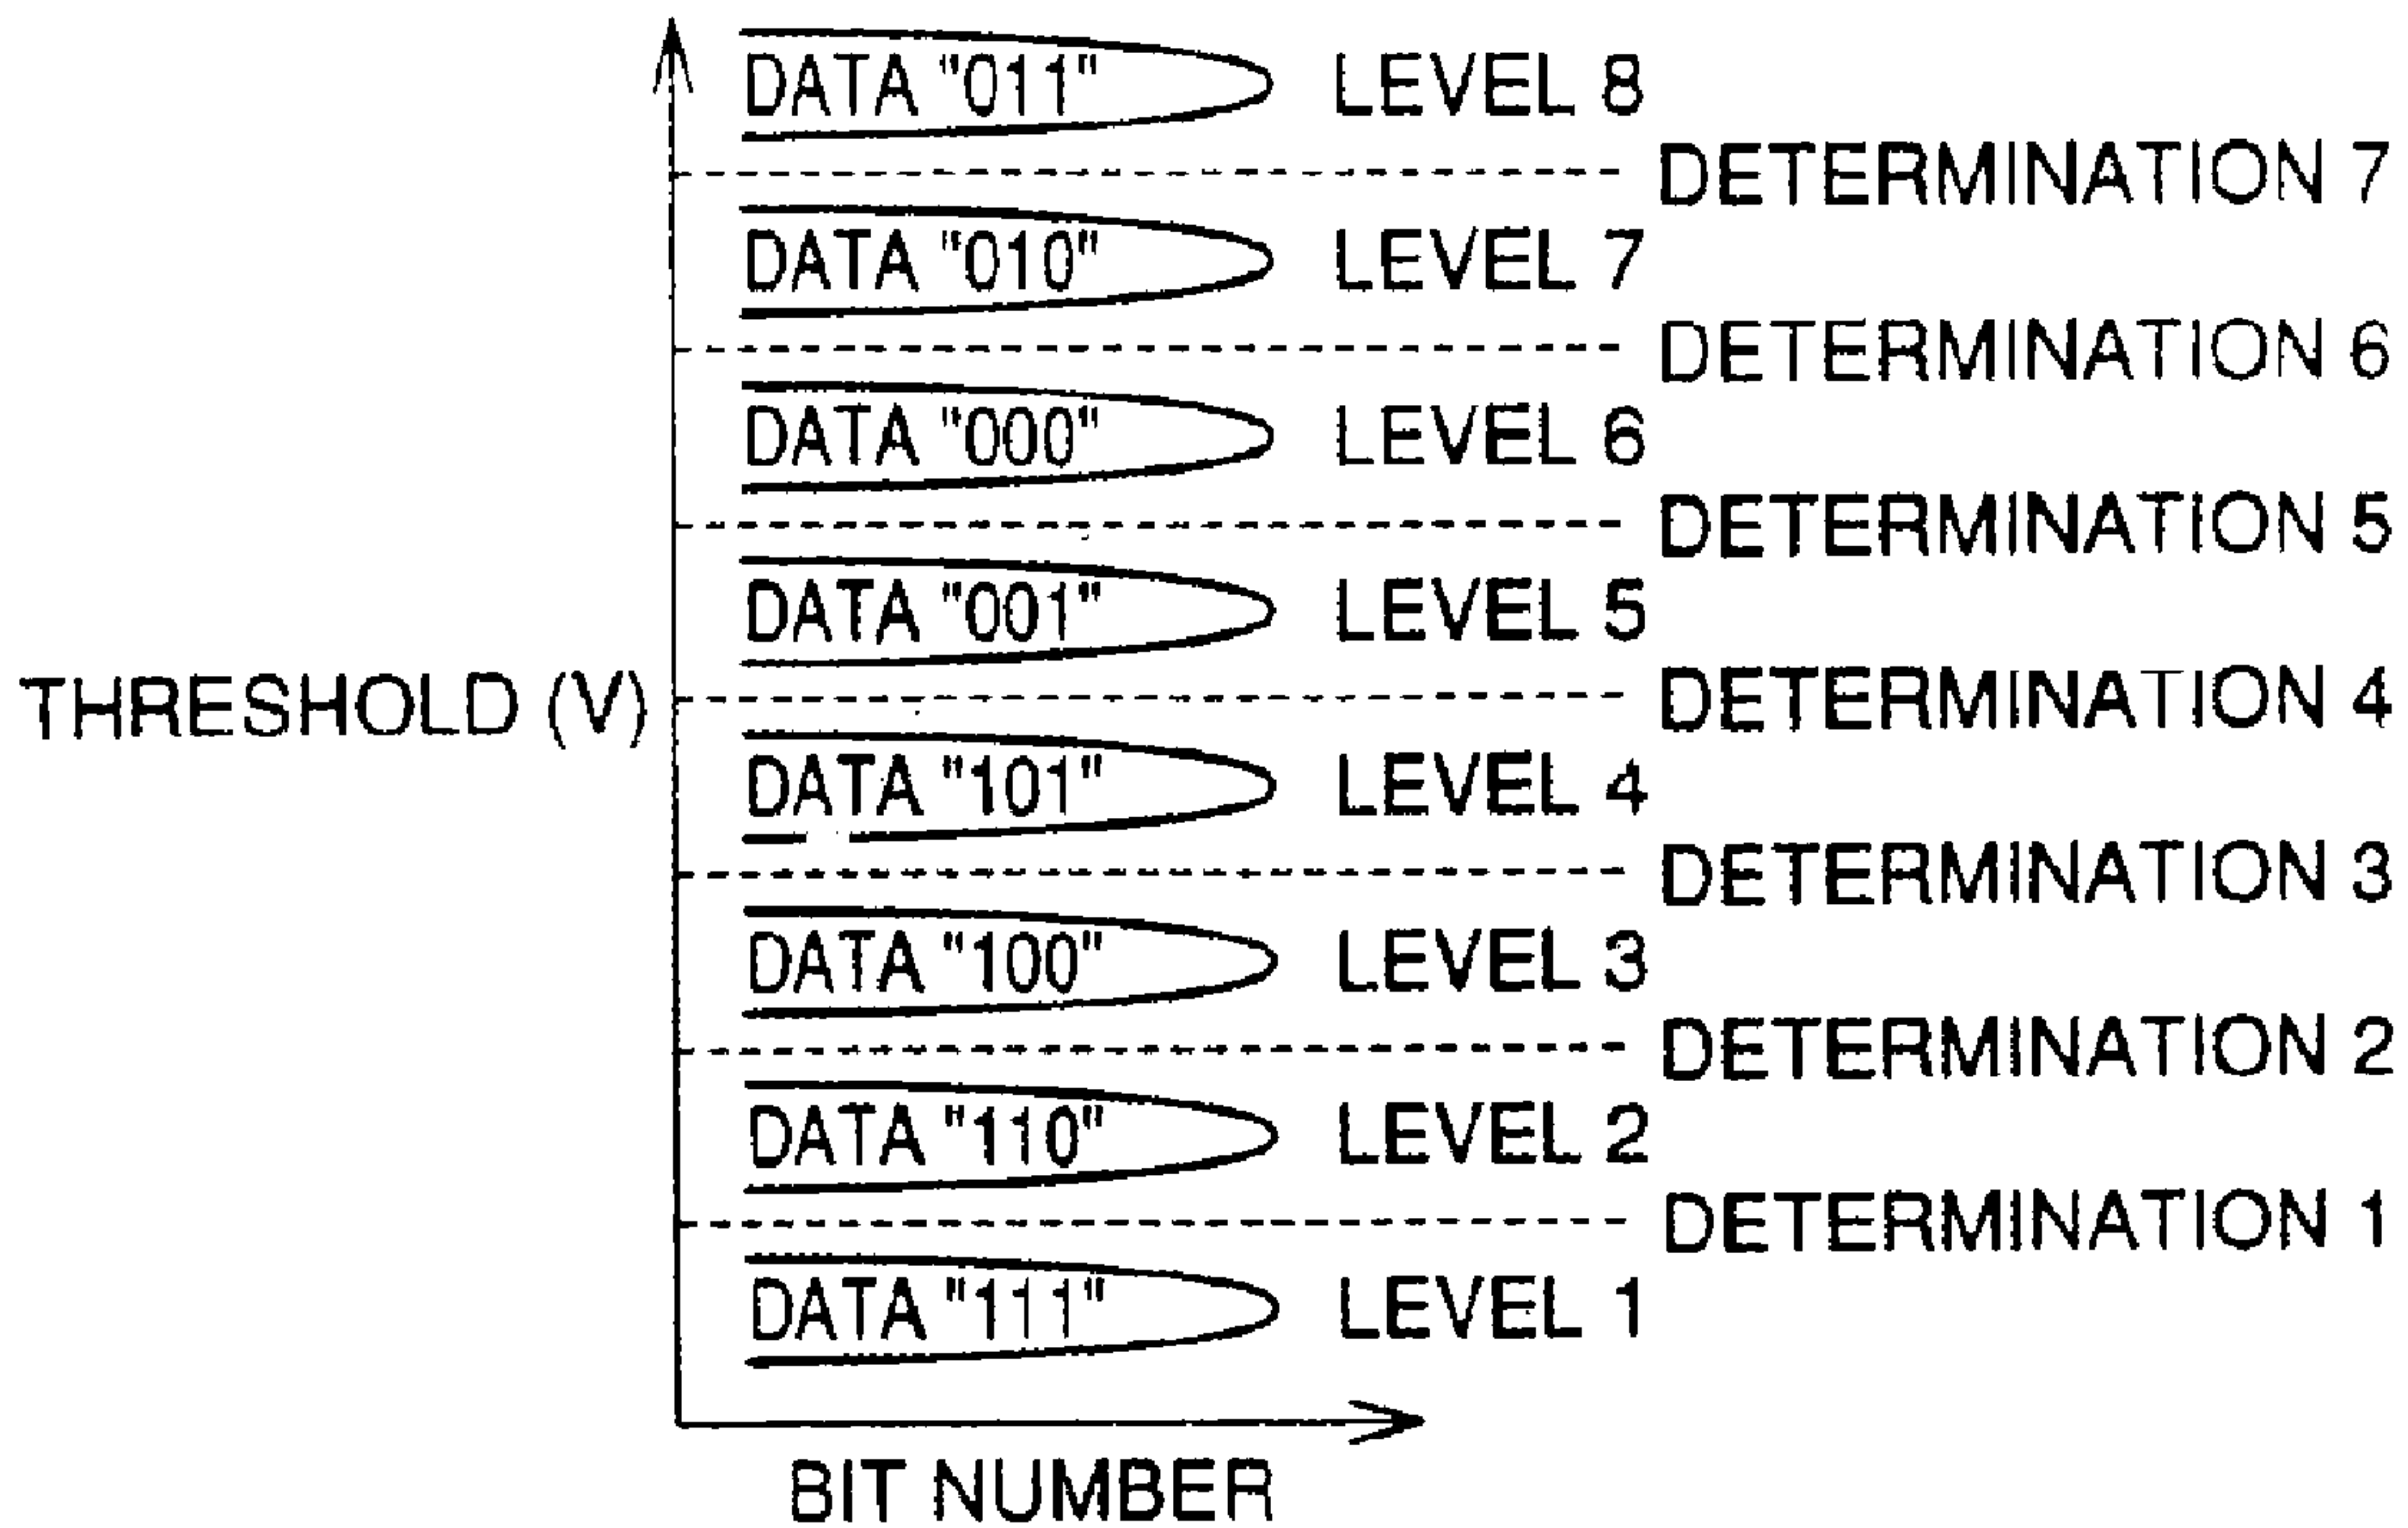 DATA "011" LEVEL 8
DETERMINATION 7
DATA "010" LEVEL 7
DETERMINATION 6
DATA "000" LEVEL 6
DETERMINATION 5
DATA "001" LEVEL 5
THRESHOLD (V) DETERMINATION 4
DATA "101" LEVEL 4
DETERMINATION 3
DATA "100" LEVEL 3
DETERMINATION 2
DATA "110" LEVEL 2
DETERMINATION 1
DATA "111" LEVEL 1
BIT NUMBER